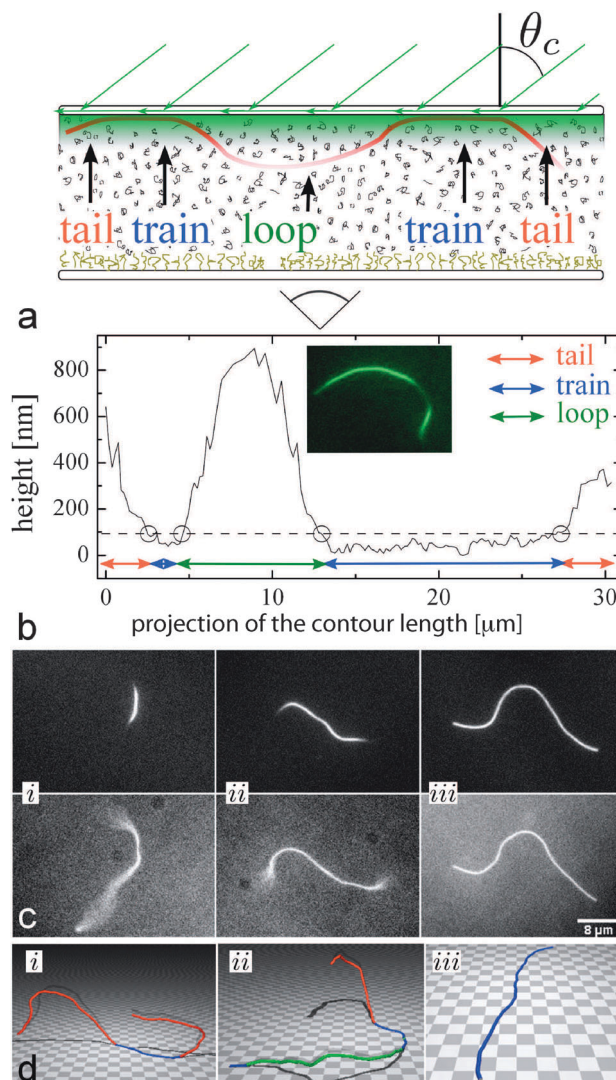 θc
tail train loop train tail
a
height [nm]
800
600
400
200
0
tail
train
loop
0 10 20 30
projection of the contour length [μm]
b
i ii iii
c
8 μm
i ii iii
d